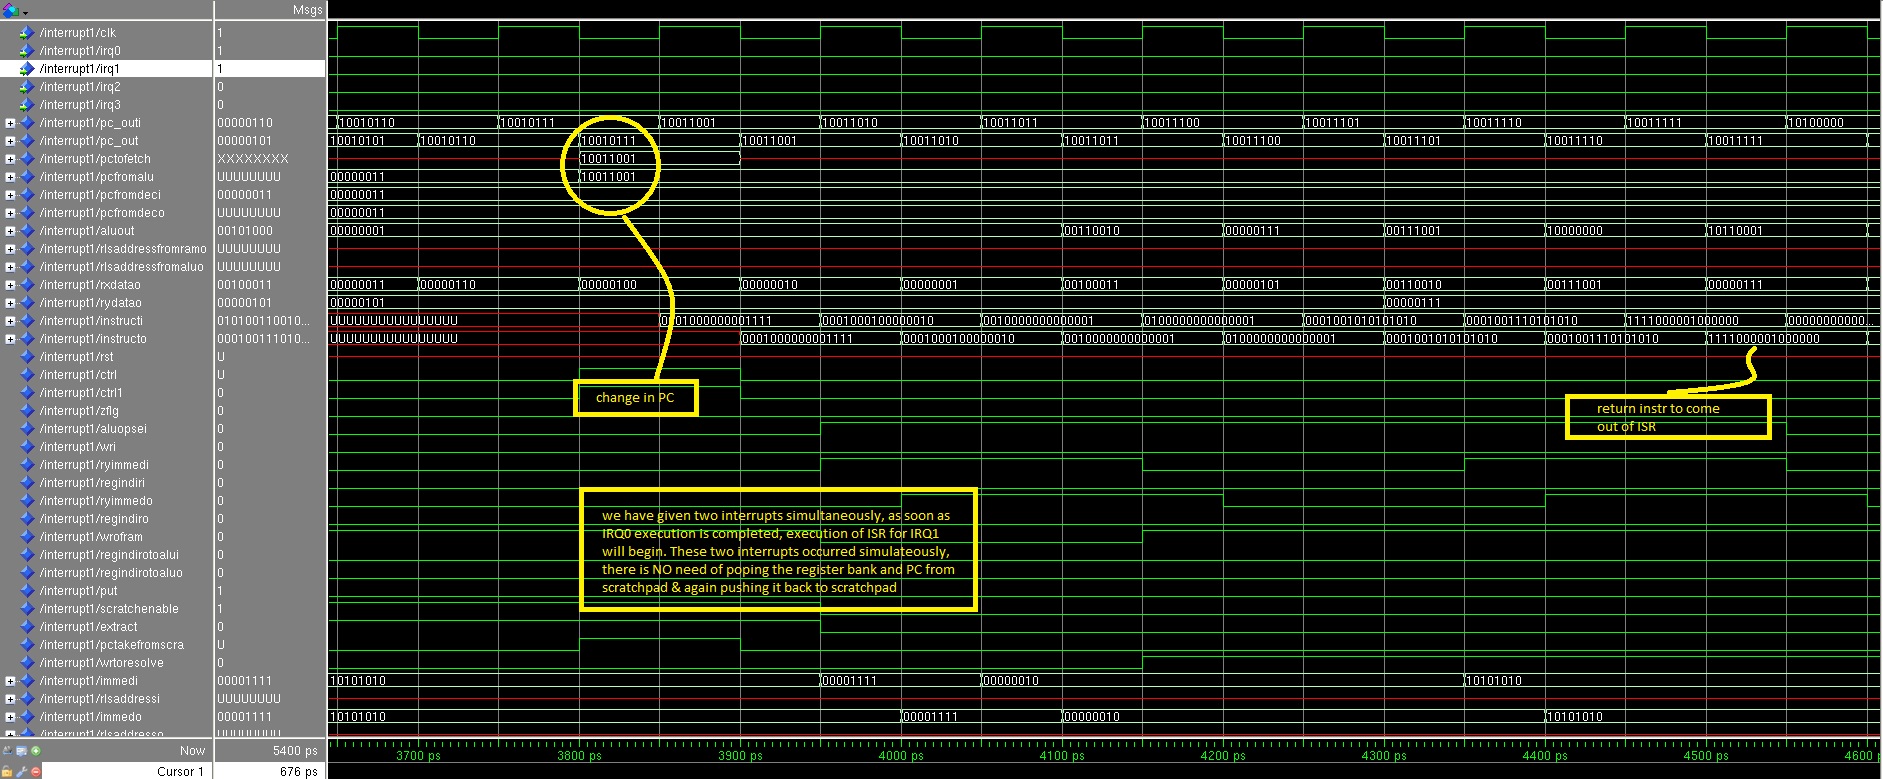 Msgs
/interrupt1/clk 1
/interrupt1/irq0 1
/interrupt1/irq1 1
/interrupt1/irq2 0
/interrupt1/irq3 0
/interrupt1/pc_outi 00000110 10010110 10010111 10011001 10011010 10011011 10011100 10011101 10011110 10011111 10100000
/interrupt1/pc_out 00000101 10010101 10010110 10010111 10011001 10011010 10011011 10011100 10011101 10011110 10011111
/interrupt1/pctofetch XXXXXXXX 10011001
/interrupt1/pcfromalu UUUUUUUU 00000011 10011001
/interrupt1/pcfromdeci 00000011 00000011
/interrupt1/pcfromdeco UUUUUUUU 00000011
/interrupt1/aluout 00101000 00000001 00110010 00000111 00111001 10000000 10110001
/interrupt1/rlsaddressfromramo UUUUUUUU
/interrupt1/rlsaddressfromaluo UUUUUUUU
/interrupt1/rxdatao 00100011 00000011 00000110 00000100 00000010 00000001 00100011 00000101 00110010 00111001 00000111
/interrupt1/rydatao 00000101 00000101 00000111
/interrupt1/instructi 010100110010... UUUUUUUUUUUUUUUU 0001000000001111 0001000100000010 0010000000000001 0100000000000001 0001001010101010 0001001110101010 1111000001000000 00000000000...
/interrupt1/instructo 000100111010... UUUUUUUUUUUUUUUU 0001000000001111 0001000100000010 0010000000000001 0100000000000001 0001001010101010 0001001110101010 1111000001000000
/interrupt1/rst U
/interrupt1/ctrl U
/interrupt1/ctrl1 0
change in PC
/interrupt1/zflg 0
return instr to come
out of ISR
/interrupt1/aluopsei 0
/interrupt1/wri 0
/interrupt1/ryimmedi 0
/interrupt1/regindiri 0
/interrupt1/ryimmedo 0
/interrupt1/regindiro 0
/interrupt1/wrofram 0
/interrupt1/regindirotoalui 0
/interrupt1/regindirotoaluo 0
/interrupt1/put 1
we have given two interrupts simultaneously, as soon as
IRQ0 execution is completed, execution of ISR for IRQ1
will begin. These two interrupts occurred simulateously,
there is NO need of poping the register bank and PC from
scratchpad & again pushing it back to scratchpad
/interrupt1/scratchenable 1
/interrupt1/extract 0
/interrupt1/pctakefromscra U
/interrupt1/wrtoresolve 0
/interrupt1/immedi 00001111 10101010 00001111 00000010 10101010
/interrupt1/rlsaddressi UUUUUUUU
/interrupt1/immedo 00001111 10101010 00001111 00000010 10101010
/interrupt1/rlsaddresso UUUUUUUU
Now 5400 ps 3700 ps 3800 ps 3900 ps 4000 ps 4100 ps 4200 ps 4300 ps 4400 ps 4500 ps 4600
Cursor 1 676 ps